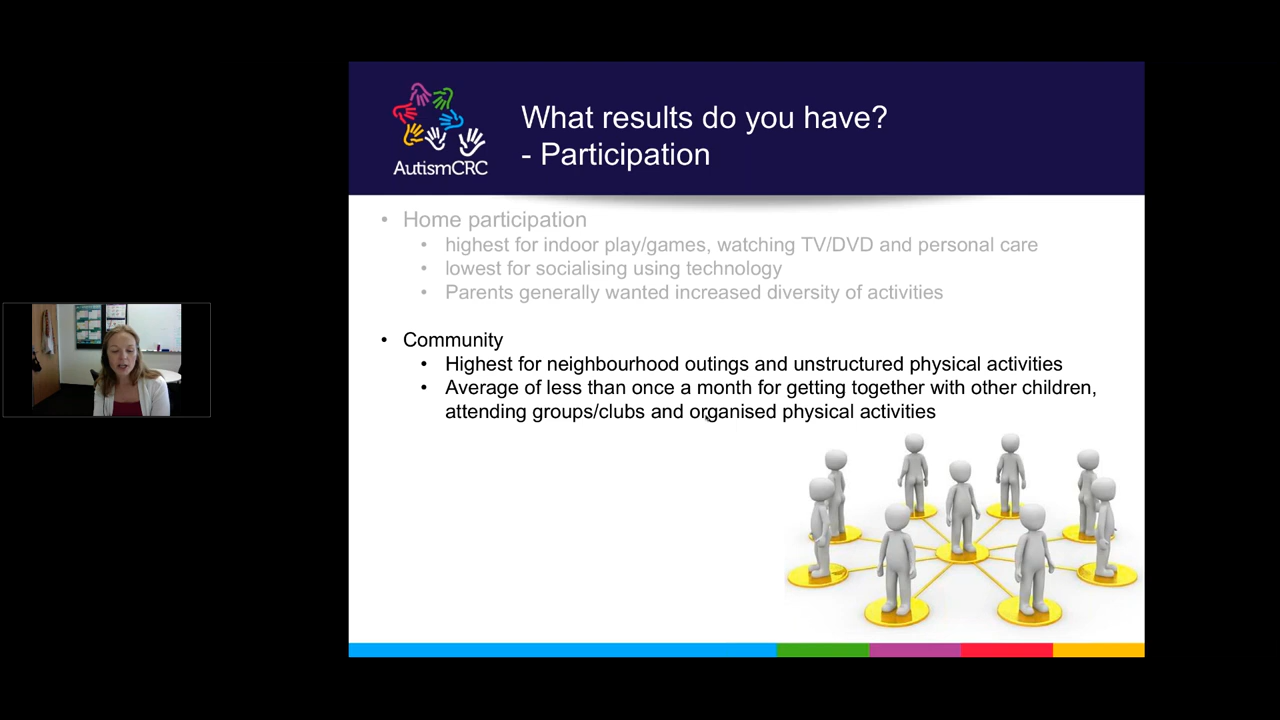 AutismCRC
What results do you have?
- Participation
• Home participation
• highest for indoor play/games, watching TV/DVD and personal care
• lowest for socialising using technology
• Parents generally wanted increased diversity of activities
• Community
• Highest for neighbourhood outings and unstructured physical activities
• Average of less than once a month for getting together with other children,
attending groups/clubs and organised physical activities